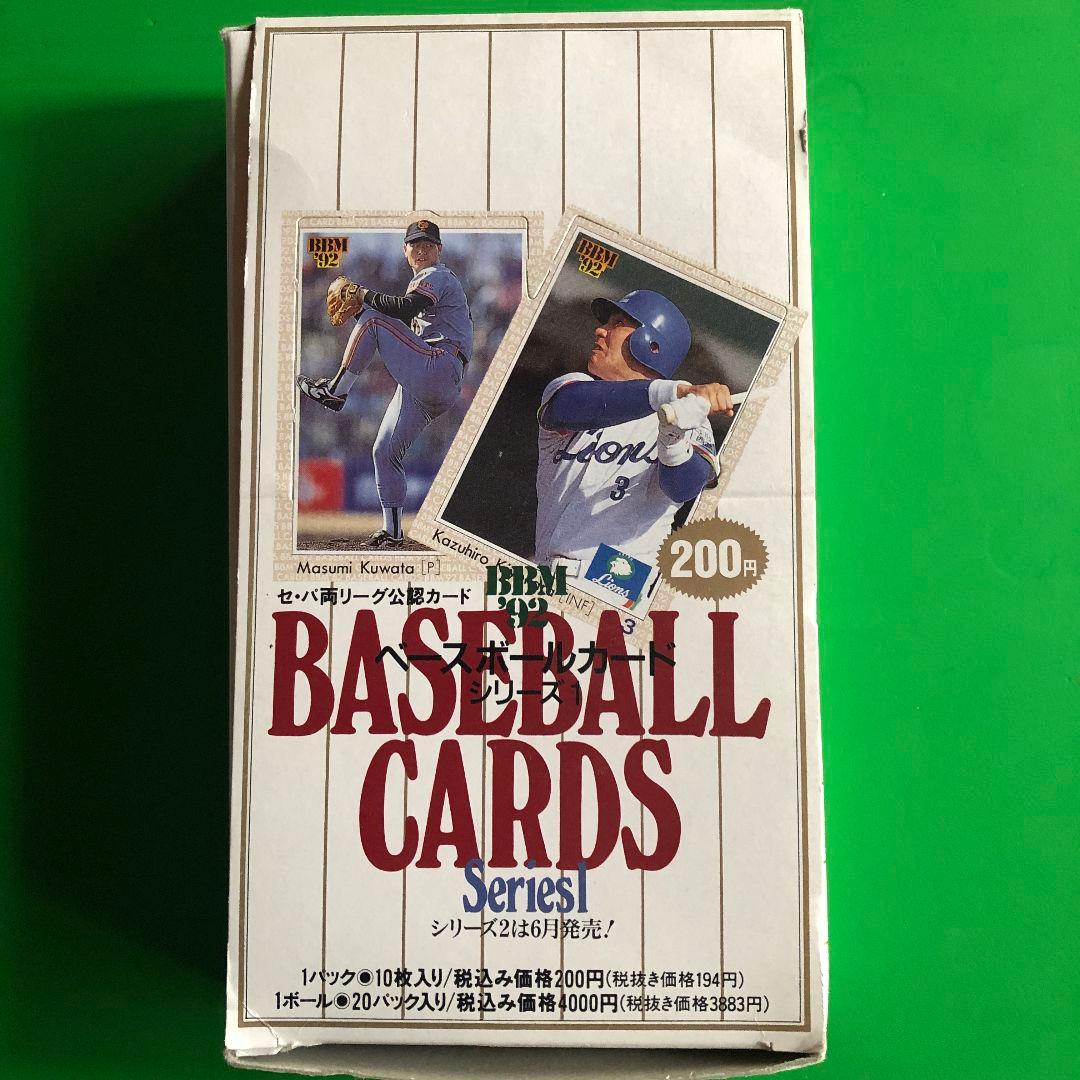 BBM
'92
BBM
'92
Lions
3
Masumi Kuwata [P]
Kazuhiro
[INF]
Lions
3
200円
セ・パ両リーグ公認カード
BBM
'92
BASEBALL
ベースボールカード
シリーズ1
CARDS
Series1
シリーズ2は6月発売!
1パック◉10枚入り/税込み価格200円(税抜き価格194円)
1ボール◉20パック入り/税込み価格4000円(税抜き価格3883円)